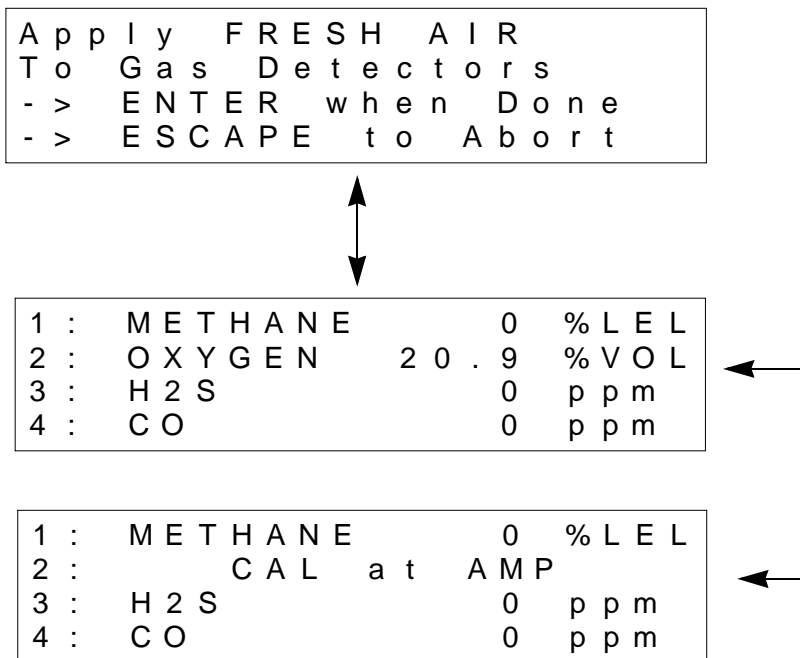 Apply FRESH AIR
To Gas Detectors
-> ENTER when Done
-> ESCAPE to Abort
1: METHANE 0 %LEL
2: OXYGEN 20.9 %VOL
3: H2S 0 ppm
4: CO 0 ppm
1: METHANE 0 %LEL
2: CAL at AMP
3: H2S 0 ppm
4: CO 0 ppm